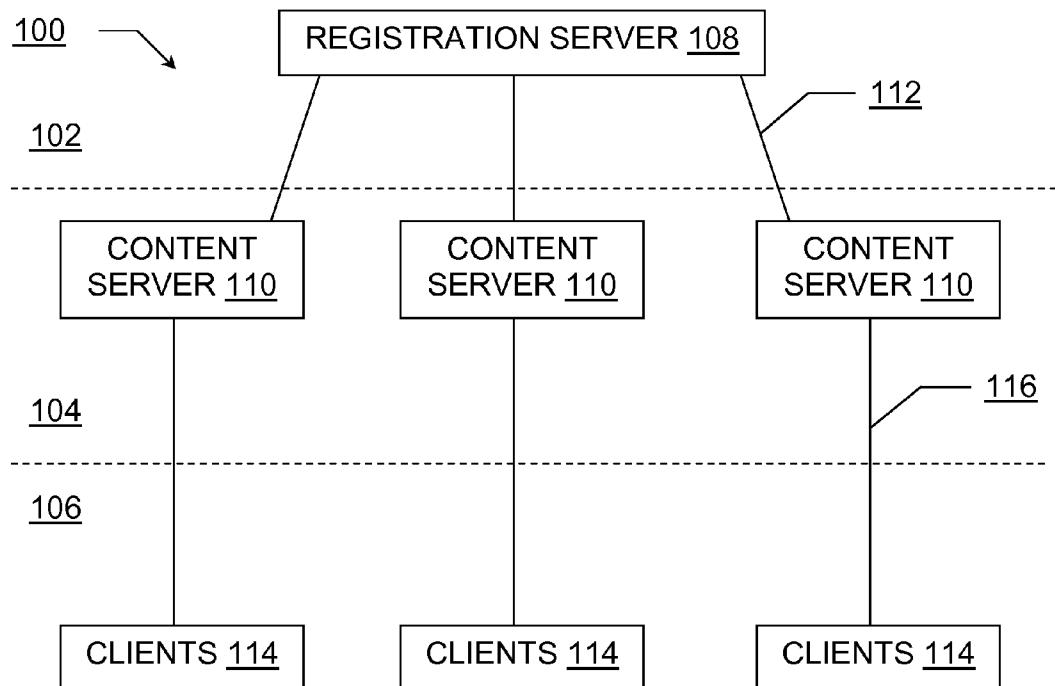 100
REGISTRATION SERVER 108
112
102
CONTENT
SERVER 110
CONTENT
SERVER 110
CONTENT
SERVER 110
116
104
106
CLIENTS 114
CLIENTS 114
CLIENTS 114